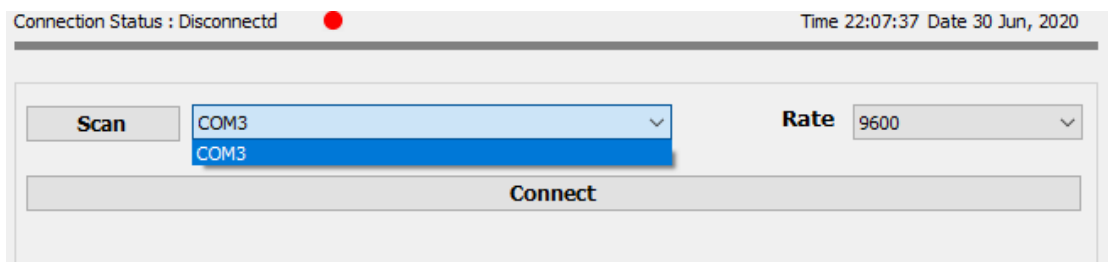 Connection Status : Disconnectd Time 22:07:37 Date 30 Jun, 2020
Scan COM3 Rate 9600
COM3
Connect